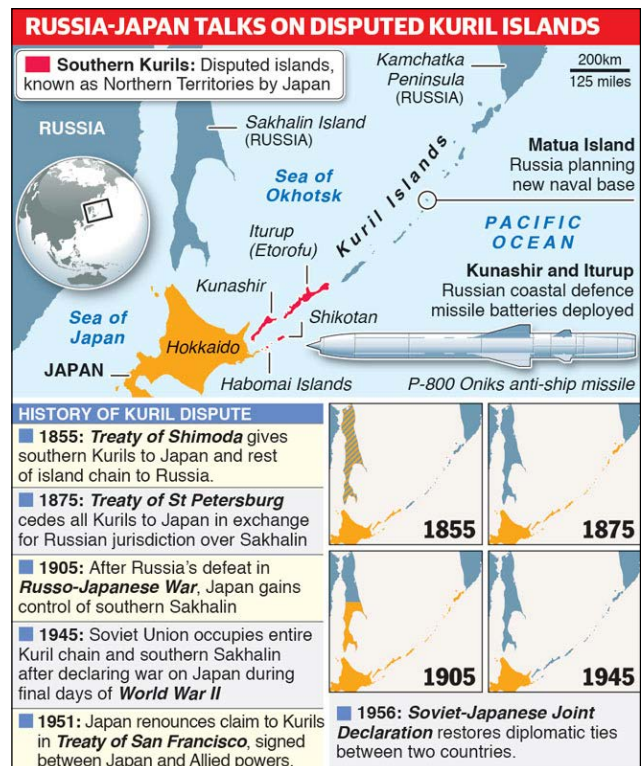 RUSSIA-JAPAN TALKS ON DISPUTED KURIL ISLANDS
Southern Kurils: Disputed islands,
known as Northern Territories by Japan
Kamchatka
Peninsula
(RUSSIA)
200km
125 miles
RUSSIA
Sakhalin Island
(RUSSIA)
Sea of
Okhotsk
Kuril Islands
Matua Island
Russia planning
new naval base
PACIFIC
OCEAN
Iturup
(Etorofu)
Kunashir
Kunashir and Iturup
Russian coastal defence
missile batteries deployed
Sea of
Japan
Shikotan
Hokkaido
JAPAN
Habomai Islands
P-800 Oniks anti-ship missile
HISTORY OF KURIL DISPUTE
1855: Treaty of Shimoda gives
southern Kurils to Japan and rest
of island chain to Russia.
1875: Treaty of St Petersburg
cedes all Kurils to Japan in exchange
for Russian jurisdiction over Sakhalin
1905: After Russia's defeat in
Russo-Japanese War, Japan gains
control of southern Sakhalin
1945: Soviet Union occupies entire
Kuril chain and southern Sakhalin
after declaring war on Japan during
final days of World War II
1951: Japan renounces claim to Kurils
in Treaty of San Francisco, signed
between Japan and Allied powers.
1855
1875
1905
1945
1956: Soviet-Japanese Joint
Declaration restores diplomatic ties
between two countries.